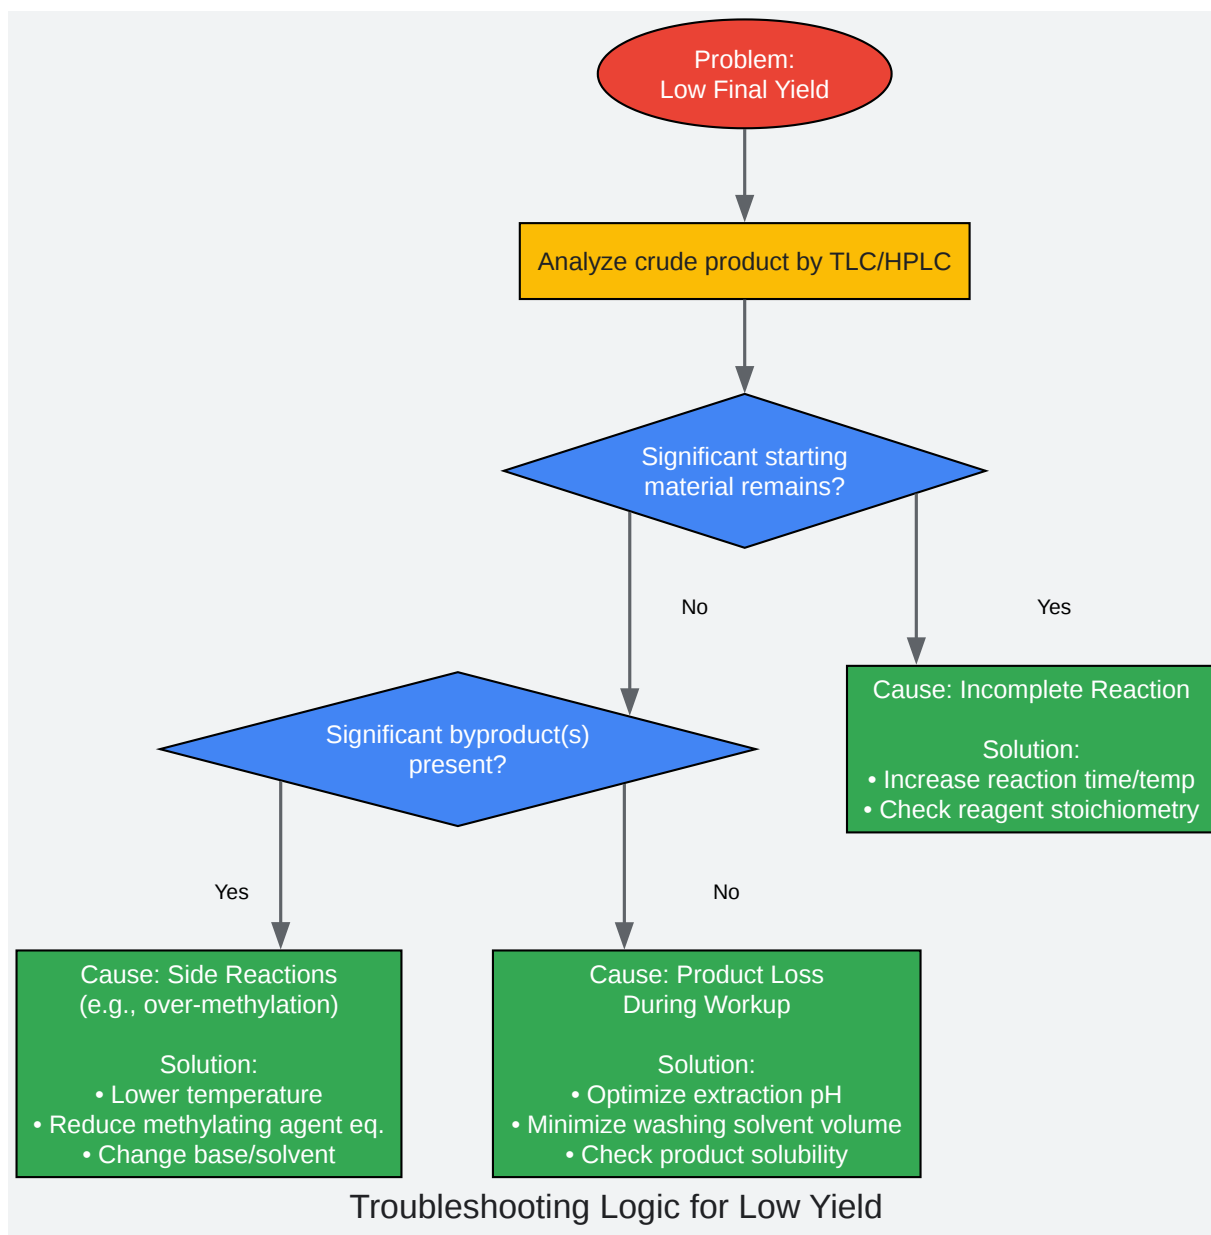 Problem:
Low Final Yield
Analyze crude product by TLC/HPLC
Significant starting
material remains?
No
Yes
Significant byproduct(s)
present?
Cause: Incomplete Reaction
Solution:
• Increase reaction time/temp
• Check reagent stoichiometry
Yes
No
Cause: Side Reactions
(e.g., over-methylation)
Solution:
• Lower temperature
• Reduce methylating agent eq.
• Change base/solvent
Cause: Product Loss
During Workup
Solution:
• Optimize extraction pH
• Minimize washing solvent volume
• Check product solubility
Troubleshooting Logic for Low Yield